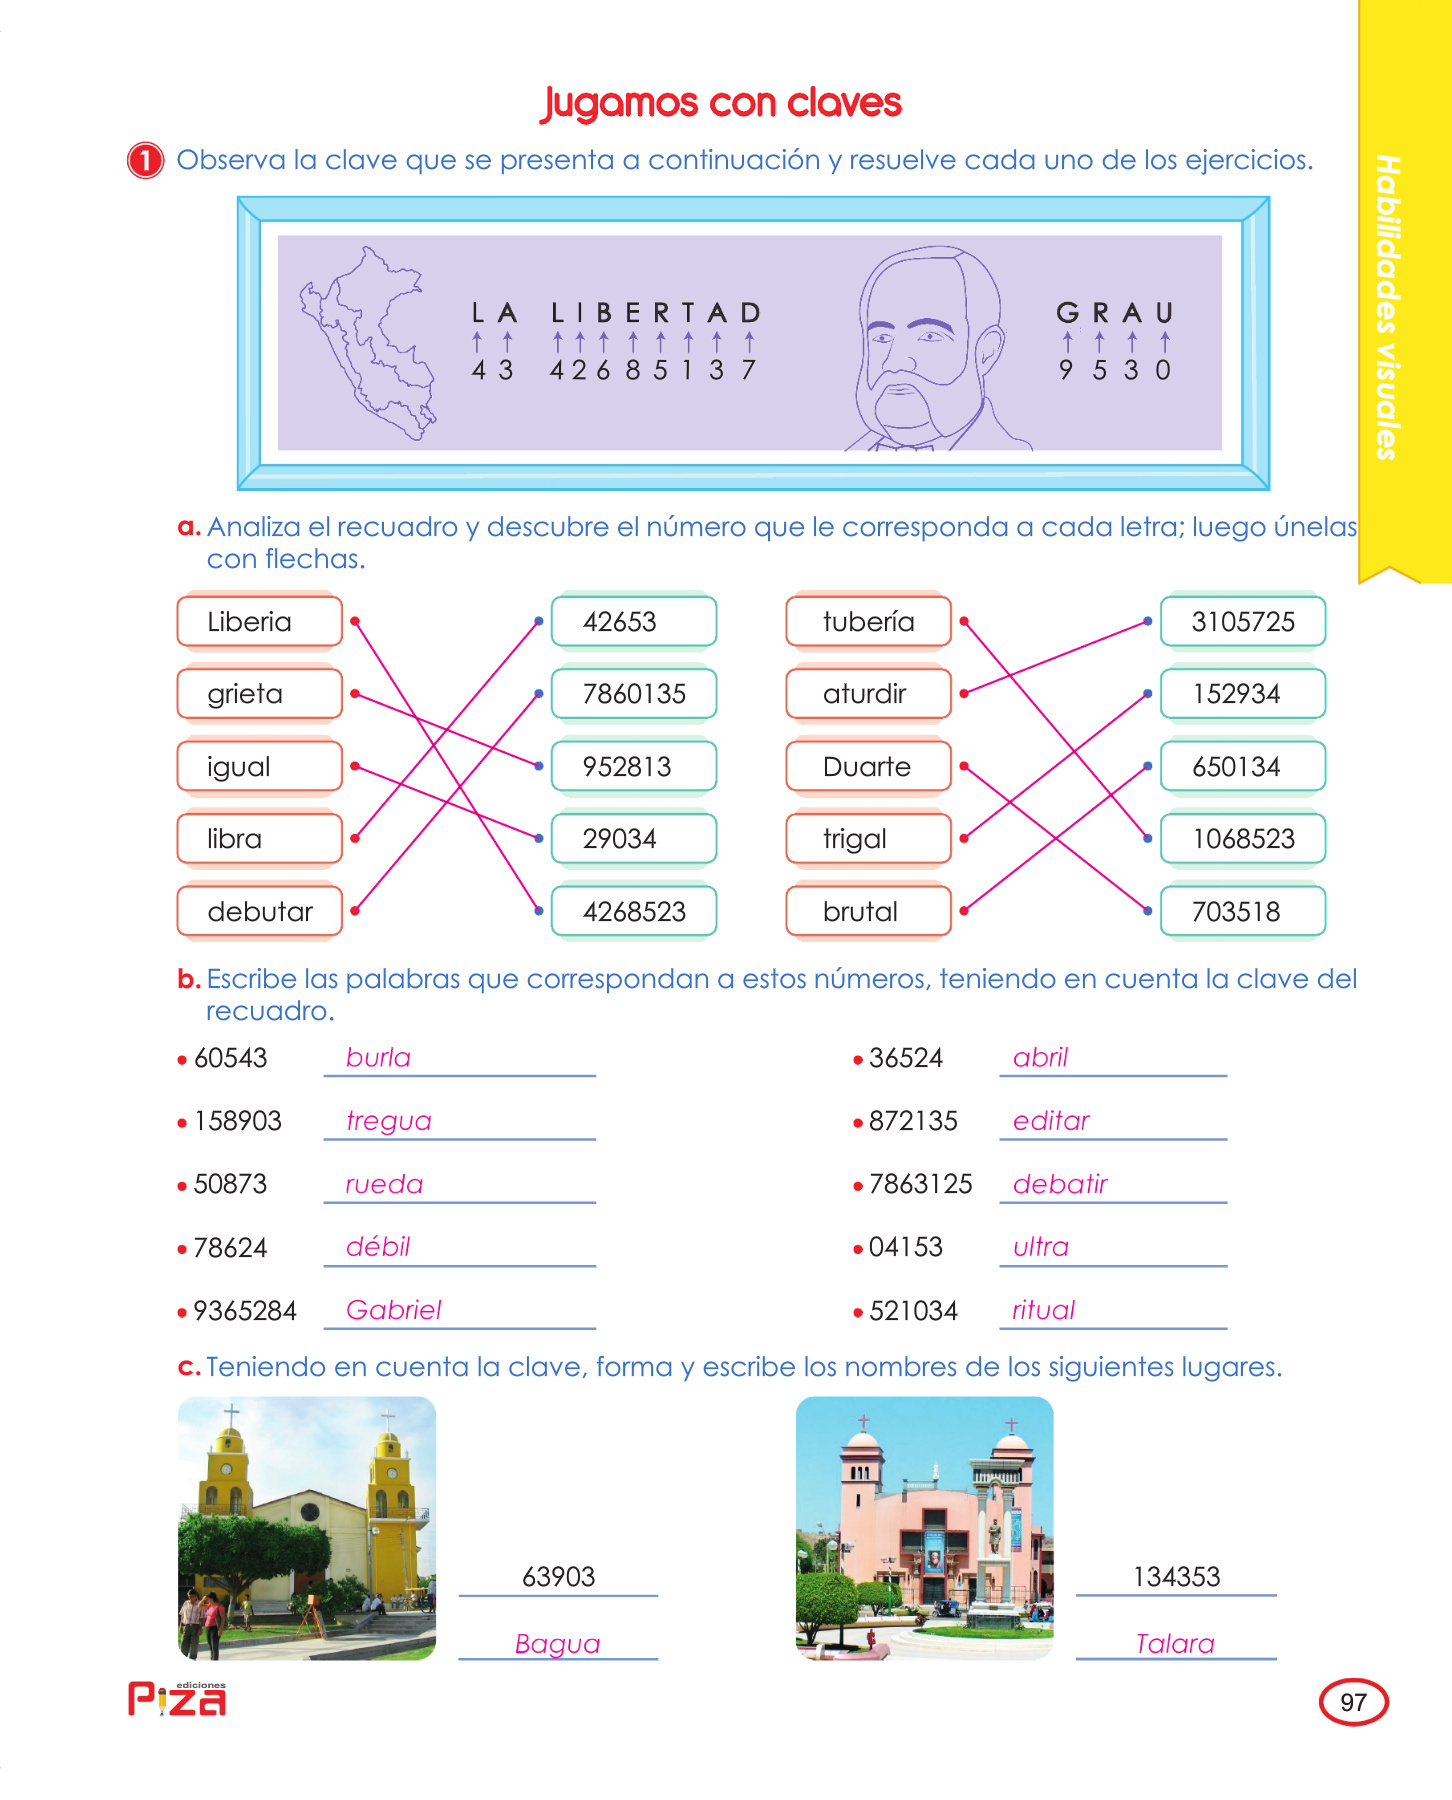 Jugamos con claves
Habilidades visuales
1 Observa la clave que se presenta a continuación y resuelve cada uno de los ejercicios.
L A L I B E R T A D
4 3 4 2 6 8 5 1 3 7
G R A U
9 5 3 0
a. Analiza el recuadro y descubre el número que le corresponda a cada letra; luego únelas
con flechas.
Liberia 42653 tubería 3105725
grieta 7860135 aturdir 152934
igual 952813 Duarte 650134
libra 29034 trigal 1068523
debutar 4268523 brutal 703518
b. Escribe las palabras que correspondan a estos números, teniendo en cuenta la clave del
recuadro.
• 60543 burla • 36524 abril
• 158903 tregua • 872135 editar
• 50873 rueda • 7863125 debatir
• 78624 débil • 04153 ultra
• 9365284 Gabriel • 521034 ritual
c. Teniendo en cuenta la clave, forma y escribe los nombres de los siguientes lugares.
63903 134353
Bagua Talara
ediciones
Piza
97